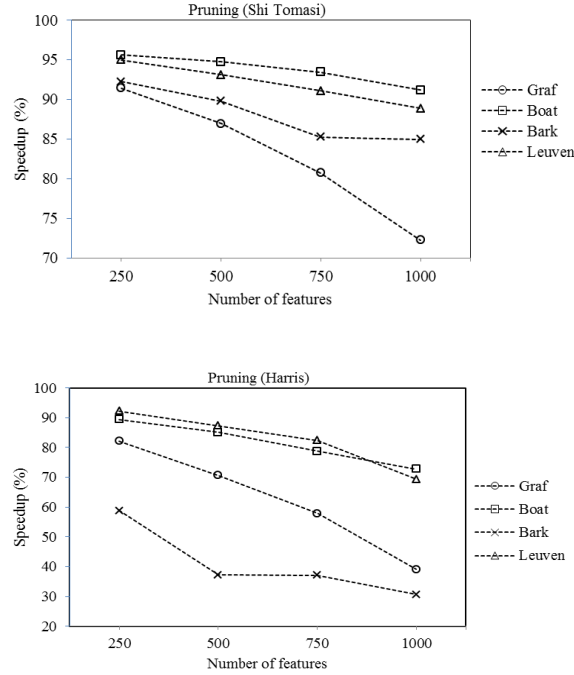 Pruning (Shi Tomasi)
100
95
90
85
80
75
70
Speedup (%)
250 500 750 1000
Number of features
Graf
Boat
Bark
Leuven
Pruning (Harris)
100
90
80
70
60
50
40
30
20
Speedup (%)
250 500 750 1000
Number of features
Graf
Boat
Bark
Leuven